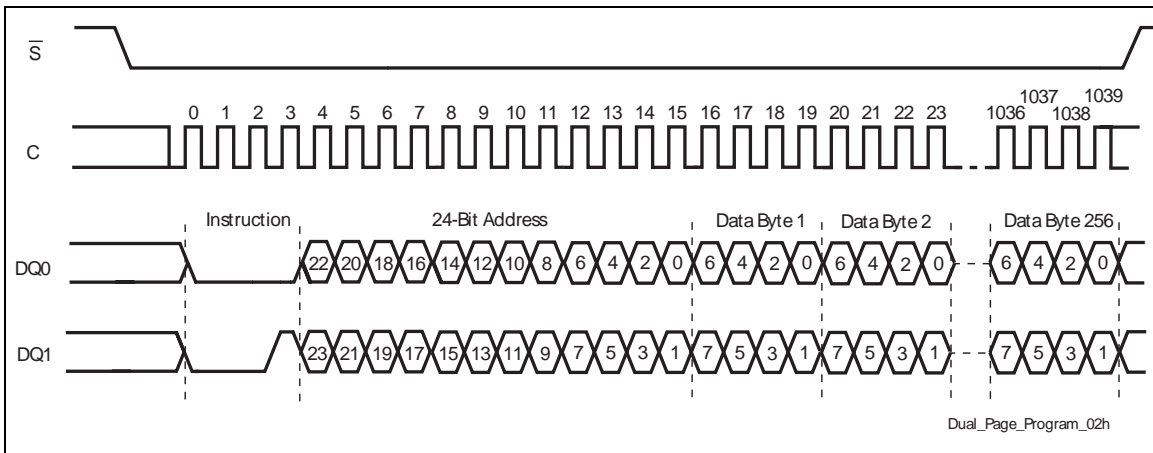 S
1037 1039
0 1 2 3 4 5 6 7 8 9 10 11 12 13 14 15 16 17 18 19 20 21 22 23 1036 1038
C
Instruction 24-Bit Address Data Byte 1 Data Byte 2 Data Byte 256
DQ0 22 20 18 16 14 12 10 8 6 4 2 0 6 4 2 0 6 4 2 0 6 4 2 0
DQ1 23 21 19 17 15 13 11 9 7 5 3 1 7 5 3 1 7 5 3 1 7 5 3 1
Dual_Page_Program_02h